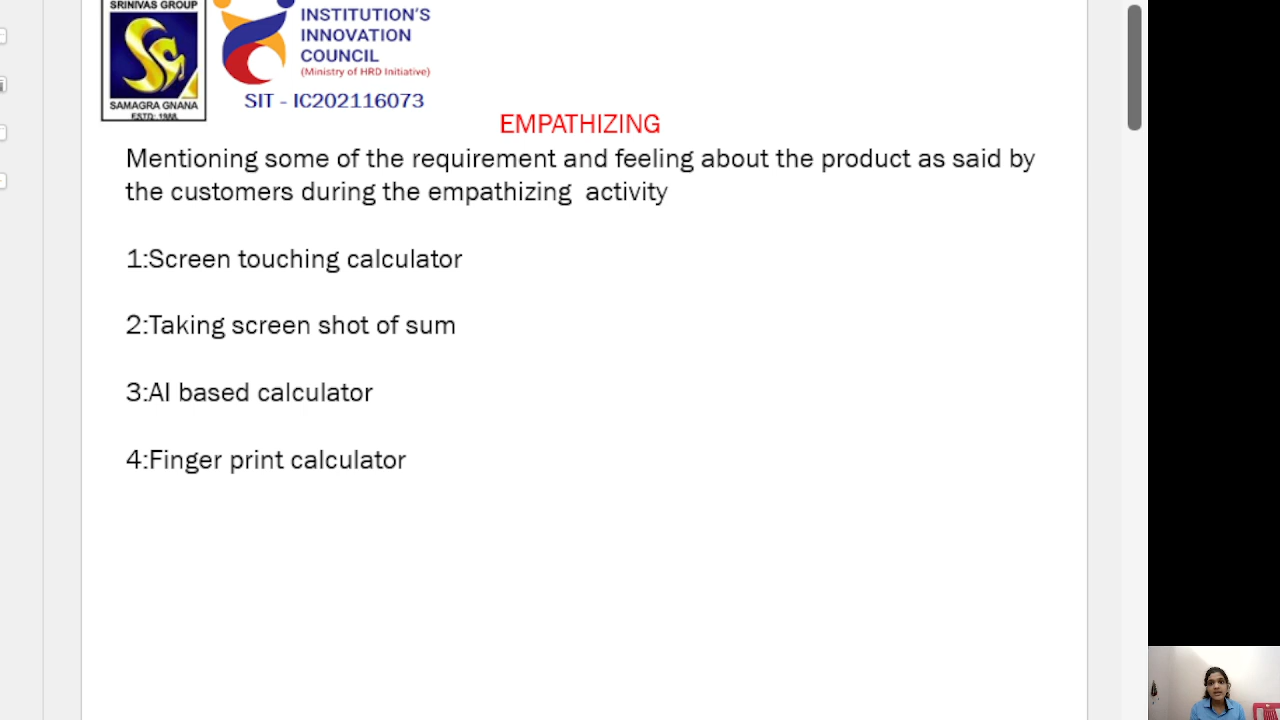 SRINIVAS GROUP
SAMAGRA GNANA
ESTD: 1988
INSTITUTION'S
INNOVATION
COUNCIL
(Ministry of HRD Initiative)
SIT - IC202116073
EMPATHIZING
Mentioning some of the requirement and feeling about the product as said by
the customers during the empathizing activity
1:Screen touching calculator
2:Taking screen shot of sum
3:AI based calculator
4:Finger print calculator